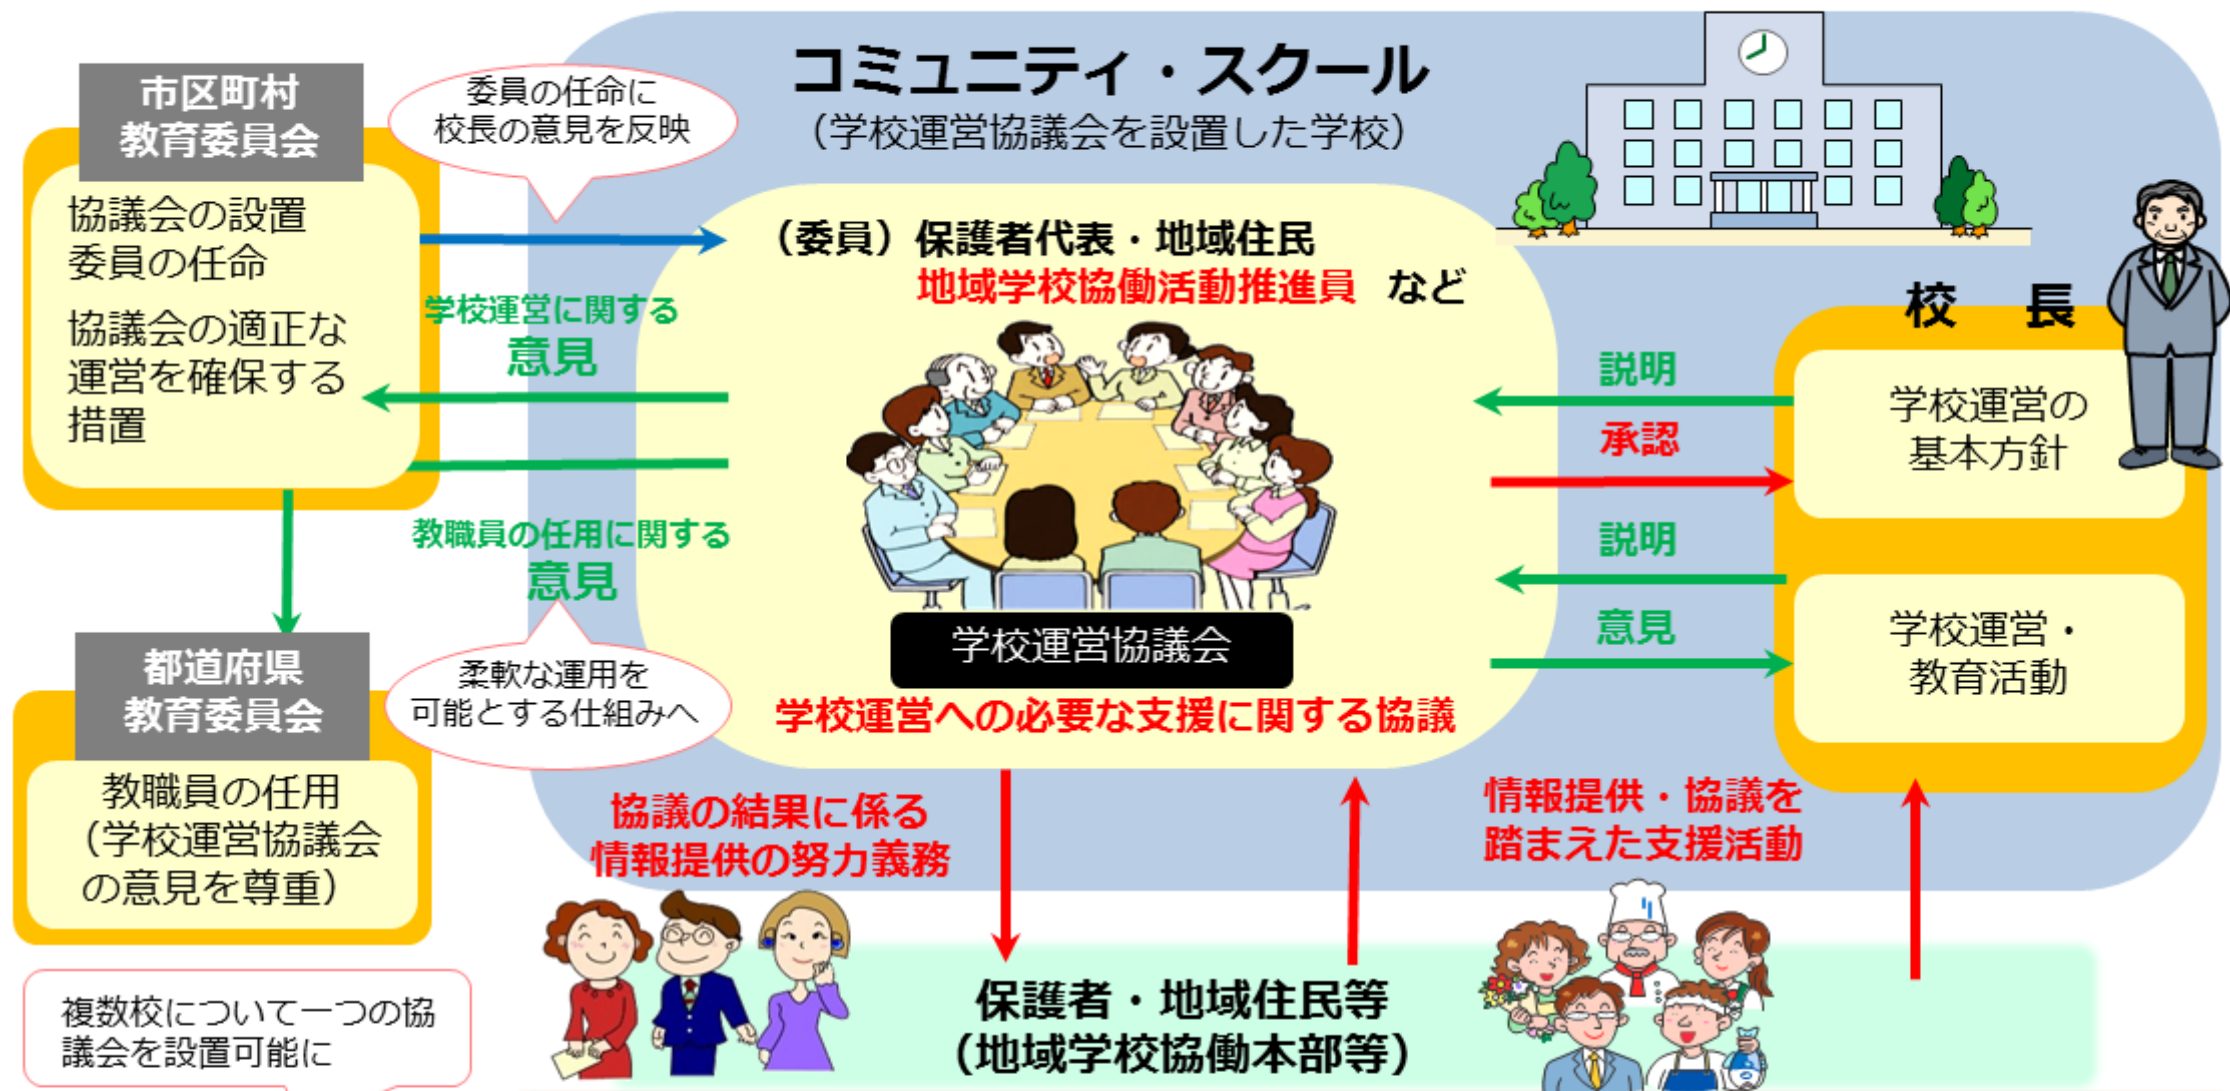 コミュニティ・スクール
（学校運営協議会を設置した学校）
市区町村
教育委員会
協議会の設置
委員の任命
協議会の適正な
運営を確保する
措置
委員の任命に
校長の意見を反映
学校運営に関する
意見
教職員の任用に関する
意見
柔軟な運用を
可能とする仕組みへ
都道府県
教育委員会
教職員の任用
（学校運営協議会
の意見を尊重）
複数校について一つの協
議会を設置可能に
（委員）保護者代表・地域住民
地域学校協働活動推進員 など
学校運営協議会
学校運営への必要な支援に関する協議
校 長
説明
承認
学校運営の
基本方針
説明
意見
学校運営・
教育活動
協議の結果に係る
情報提供の努力義務
情報提供・協議を
踏まえた支援活動
保護者・地域住民等
（地域学校協働本部等）